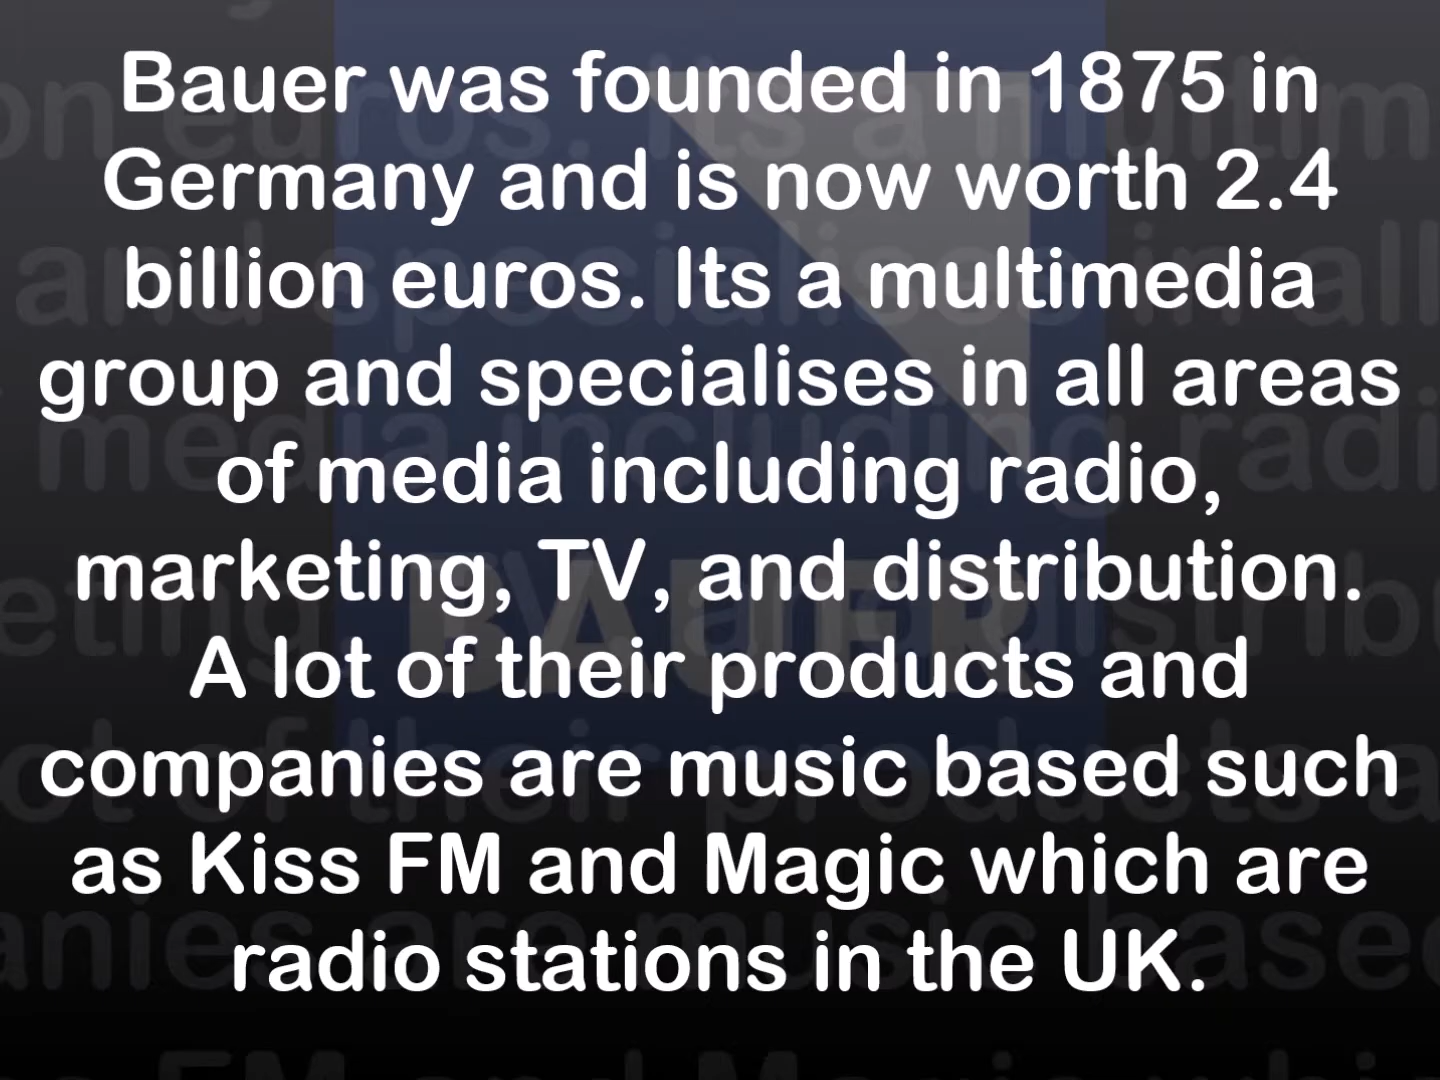 Bauer was founded in 1875 in
Germany and is now worth 2.4
billion euros. Its a multimedia
group and specialises in all areas
of media including radio,
marketing, TV, and distribution.
A lot of their products and
companies are music based such
as Kiss FM and Magic which are
radio stations in the UK.
BAUER